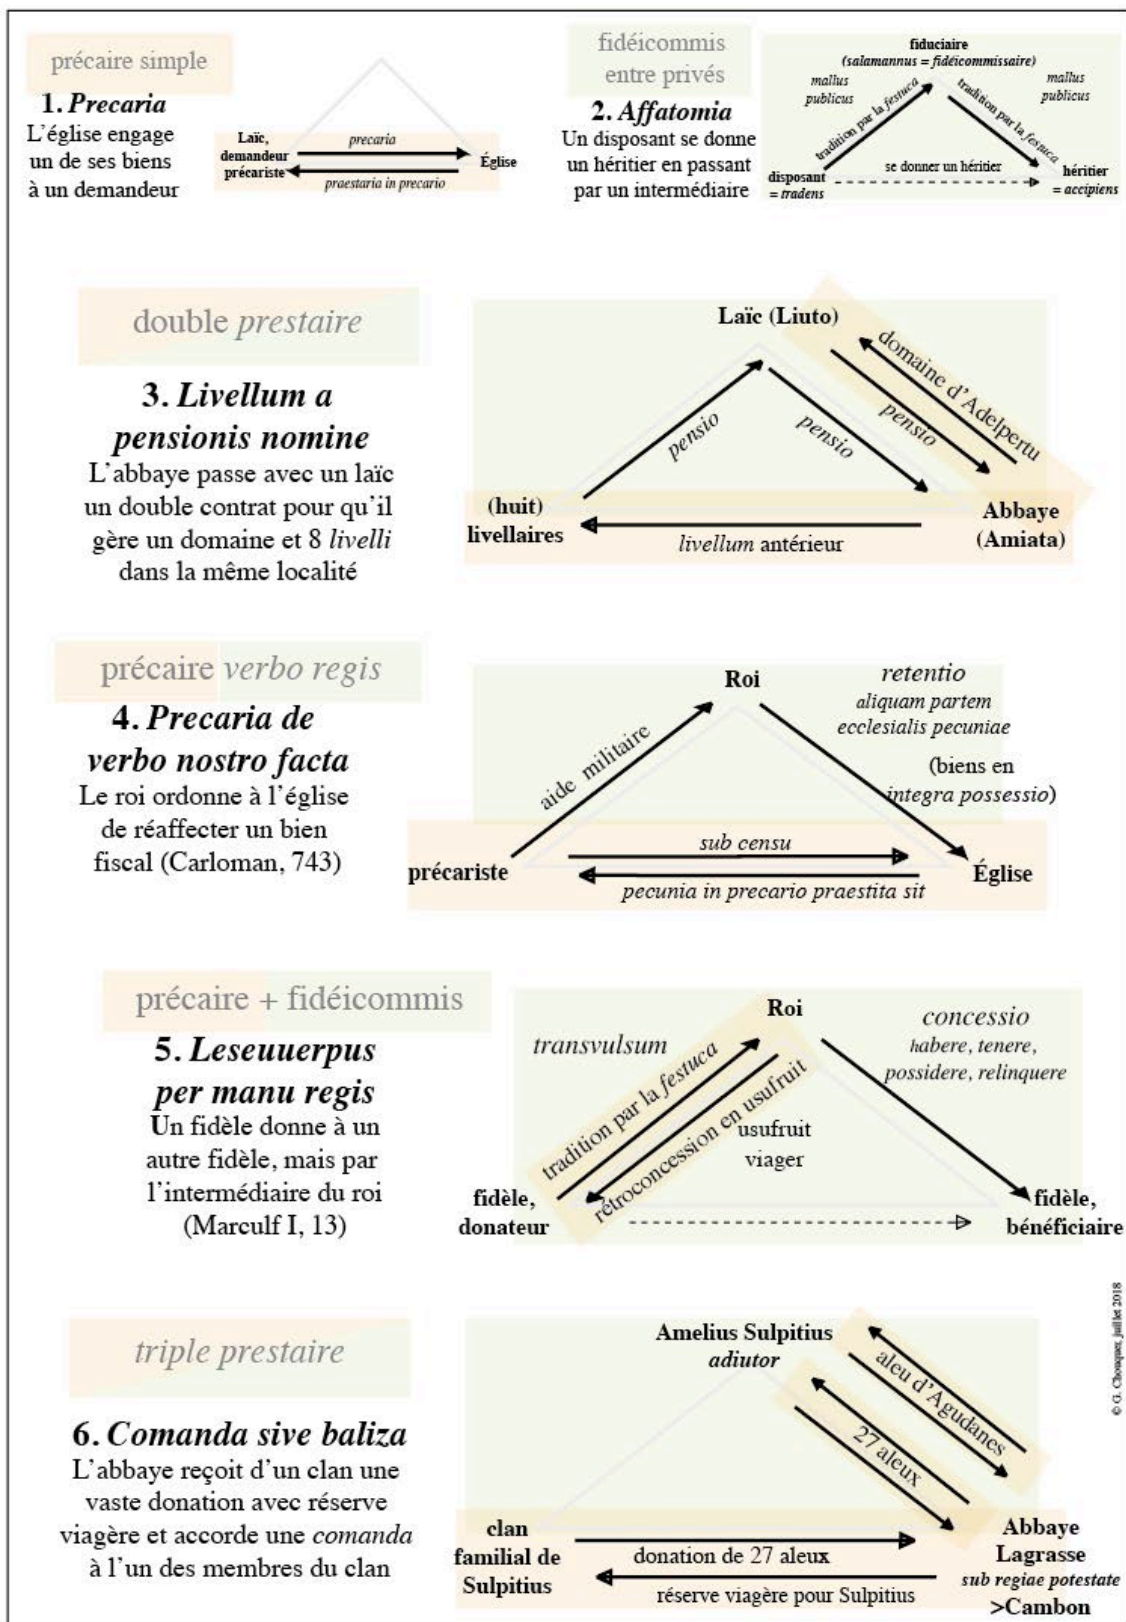 précaire simple
1. Precaria
L'église engage
un de ses biens
à un demandeur
Laïc,
demandeur
précariste
precaria
praestaria in precario
Église
fidéicommis
entre privés
2. Affatomia
Un disposant se donne
un héritier en passant
par un intermédiaire
fiduciaire
(salamannus = fidéicommissaire)
mallus
publicus
mallus
publicus
tradition par la festuca
tradition par la festuca
se donner un héritier
disposant
= tradens
héritier
= accipiens
double prestaire
3. Livellum a
pensionis nomine
L'abbaye passe avec un laïc
un double contrat pour qu'il
gère un domaine et 8 livelli
dans la même localité
Laïc (Liuto)
domaine d'Adelpertu
pensio
pensio
pensio
(huit)
livellaires
livellum antérieur
Abbaye
(Amiata)
précaire verbo regis
4. Precaria de
verbo nostro facta
Le roi ordonne à l'église
de réaffecter un bien
fiscal (Carloman, 743)
Roi
retentio
aliquam partem
ecclesialis pecuniae
(biens en
integra possessio)
aide militaire
sub censu
précariste
Église
pecunia in precario praestita sit
précaire + fidéicommis
5. Leseuuerpus
per manu regis
Un fidèle donne à un
autre fidèle, mais par
l'intermédiaire du roi
(Marculf I, 13)
Roi
transvulsum
concessio
habere, tenere,
possidere, relinquere
tradition par la festuca
rétroconcession en usufruit
usufruit
viager
fidèle,
donateur
fidèle,
bénéficiaire
triple prestaire
6. Comanda sive baliza
L'abbaye reçoit d'un clan une
vaste donation avec réserve
viagère et accorde une comanda
à l'un des membres du clan
Amelius Sulpitius
adiutor
aleu d'Agudanes
27 aleux
clan
familial de
Sulpitius
donation de 27 aleux
réserve viagère pour Sulpitius
Abbaye
Lagrasse
sub regiae potestate
>Cambon
© G. Chouquer, juillet 2018